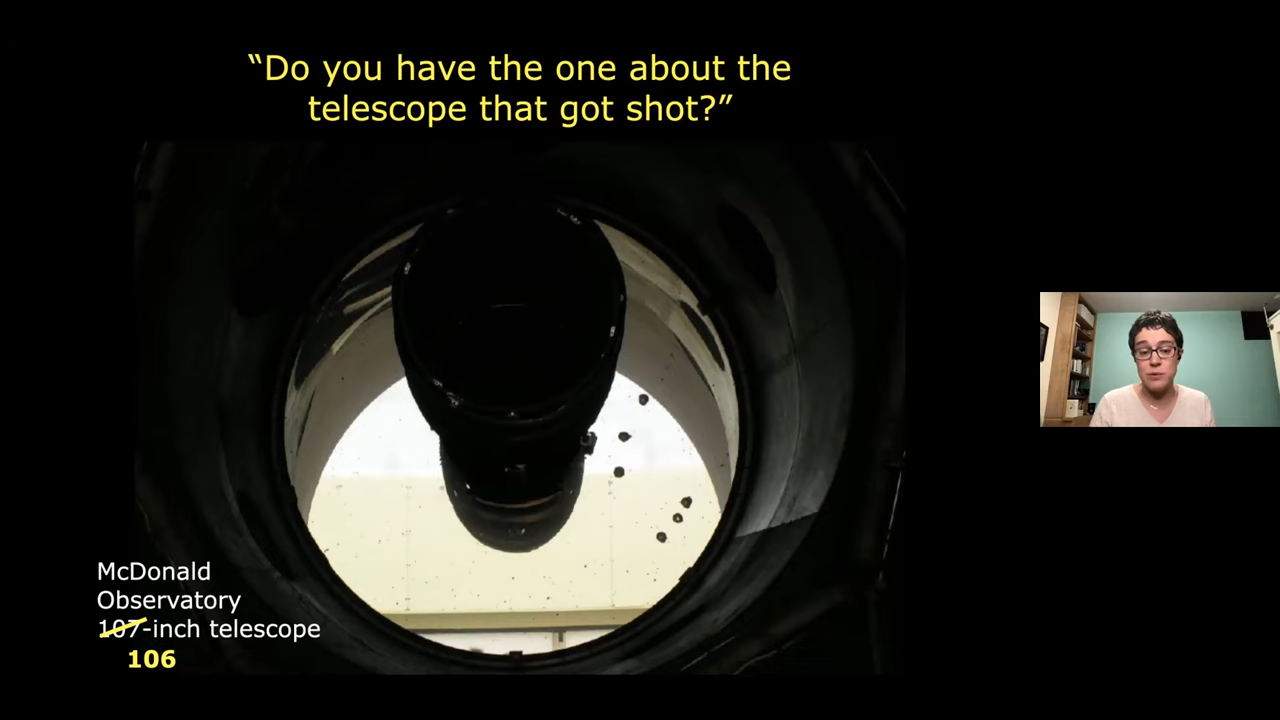 “Do you have the one about the
telescope that got shot?”
McDonald
Observatory
107-inch telescope
106